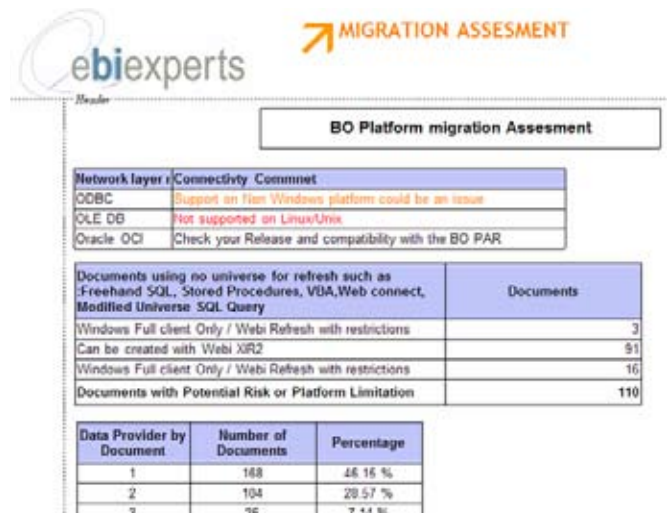 MIGRATION ASSESMENT
ebiexperts
Header
BO Platform migration Assesment
Network layer Connectivty Commnet
ODBC Support on Non Windows platform could be an issue
OLE DB Not supported on Linux/Unix
Oracle OCI Check your Release and compatibility with the BO PAR
Documents using no universe for refresh such as
:Freehand SQL, Stored Procedures, VBA,Web connect,
Modified Universe SQL Query
Documents
Windows Full client Only / Webi Refresh with restrictions 3
Can be created with Webi XIR2 91
Windows Full client Only / Webi Refresh with restrictions 16
Documents with Potential Risk or Platform Limitation 110
Data Provider by
Document
Number of
Documents
Percentage
1 168 46.15 %
2 104 28.57 %
7.14 %